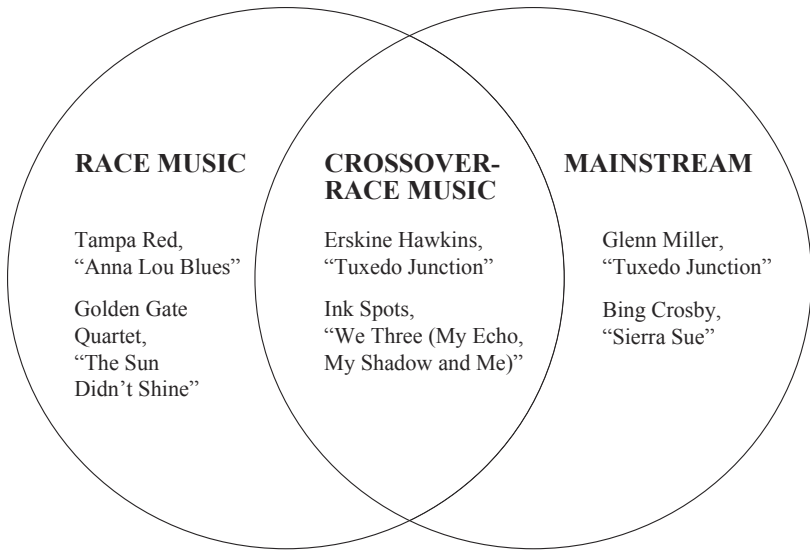 RACE MUSIC
Tampa Red,
“Anna Lou Blues”
Golden Gate
Quartet,
“The Sun
Didn’t Shine”
CROSSOVER-
RACE MUSIC
Erskine Hawkins,
“Tuxedo Junction”
Ink Spots,
“We Three (My Echo,
My Shadow and Me)”
MAINSTREAM
Glenn Miller,
“Tuxedo Junction”
Bing Crosby,
“Sierra Sue”